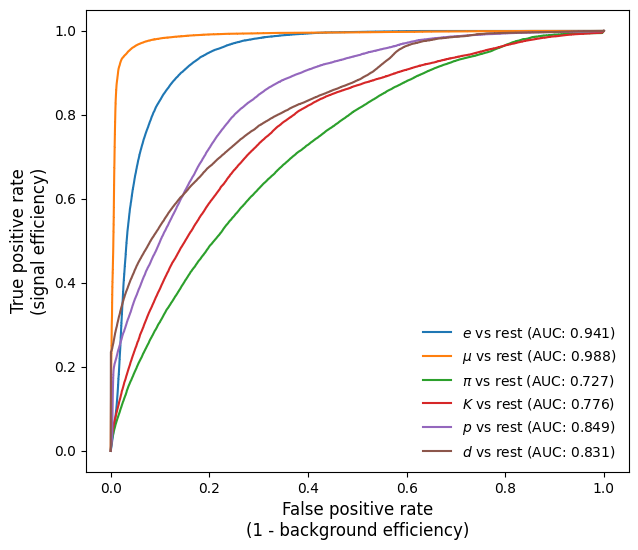 True positive rate
(signal efficiency)
1.0
0.8
0.6
0.4
0.2
0.0
e vs rest (AUC: 0.941)
μ vs rest (AUC: 0.988)
π vs rest (AUC: 0.727)
K vs rest (AUC: 0.776)
p vs rest (AUC: 0.849)
d vs rest (AUC: 0.831)
0.0 0.2 0.4 0.6 0.8 1.0
False positive rate
(1 - background efficiency)